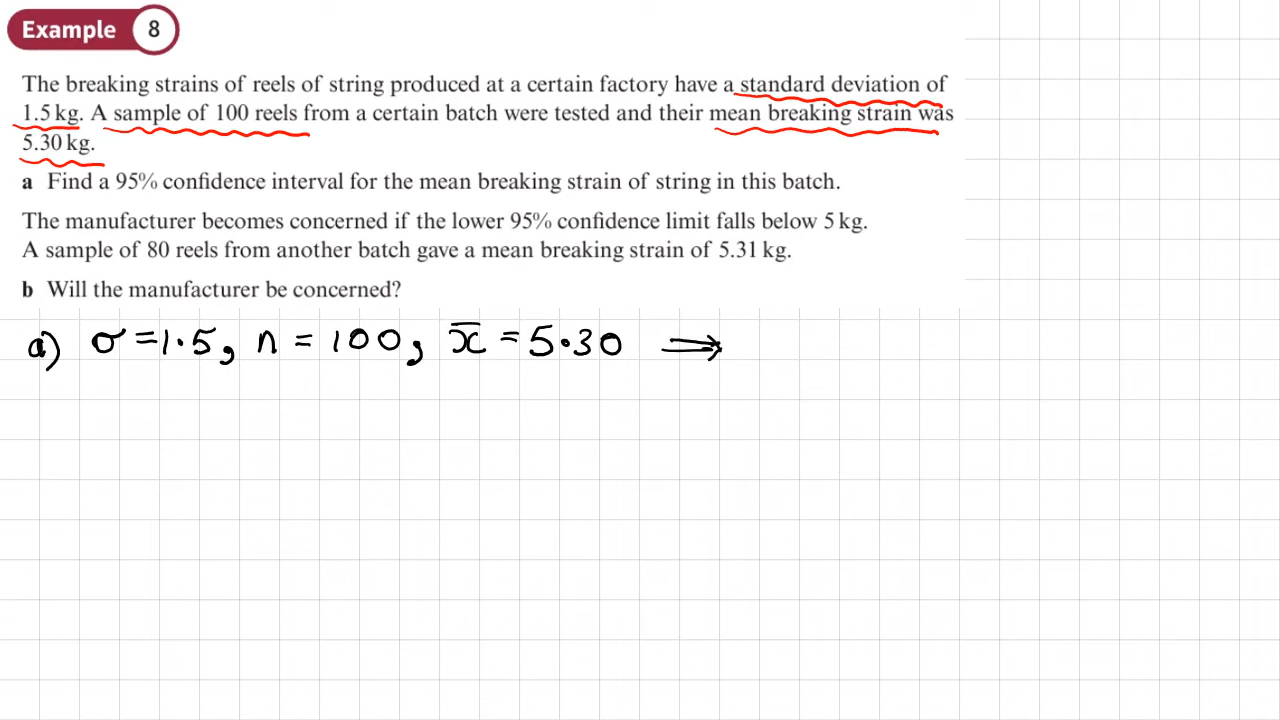 Example 8
The breaking strains of reels of string produced at a certain factory have a standard deviation of
1.5 kg. A sample of 100 reels from a certain batch were tested and their mean breaking strain was
5.30 kg.
a Find a 95% confidence interval for the mean breaking strain of string in this batch.
The manufacturer becomes concerned if the lower 95% confidence limit falls below 5 kg.
A sample of 80 reels from another batch gave a mean breaking strain of 5.31 kg.
b Will the manufacturer be concerned?
a) σ = 1.5, n = 100, x̄ = 5.30 ⇒